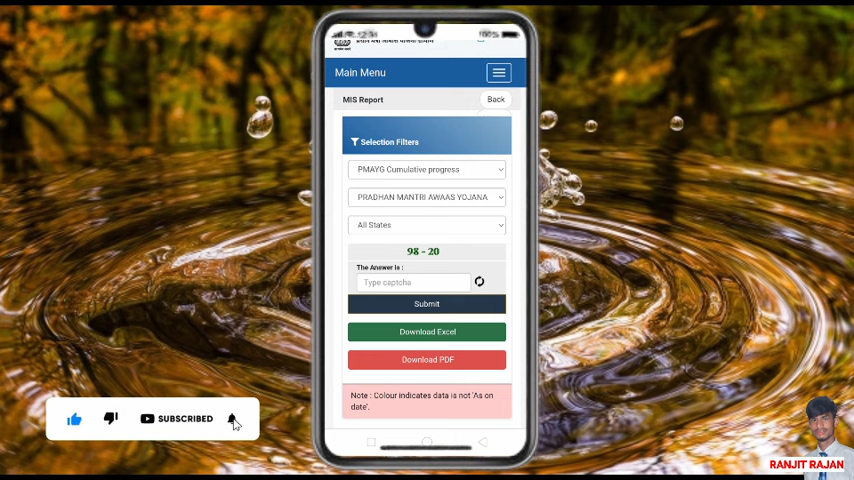 100%
Main Menu
MIS Report
Back
Selection Filters
PMAYG Cumulative progress
PRADHAN MANTRI AWAAS YOJANA
All States
98 - 20
The Answer is :
Type captcha
Submit
Download Excel
Download PDF
Note : Colour indicates data is not 'As on
date'.
SUBSCRIBED
RANJIT RAJAN